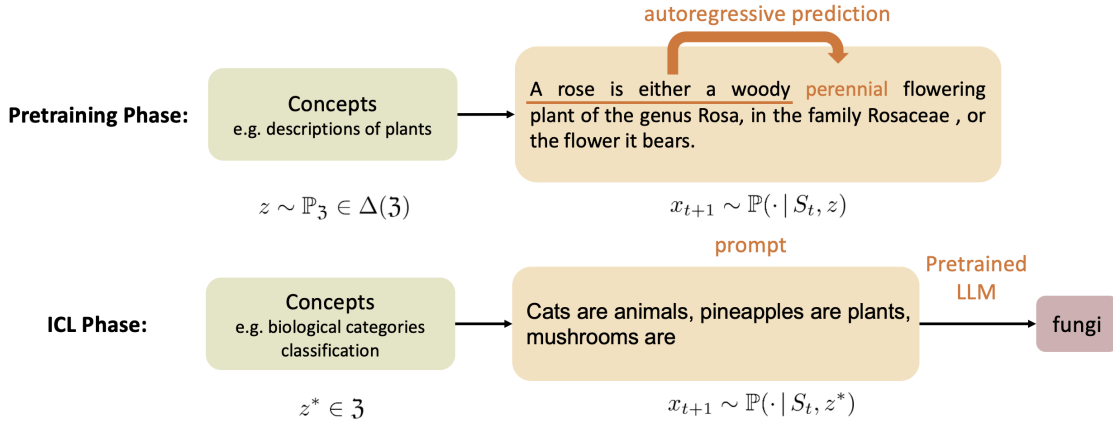 autoregressive prediction
Pretraining Phase:
Concepts
e.g. descriptions of plants
A rose is either a woody perennial flowering
plant of the genus Rosa, in the family Rosaceae , or
the flower it bears.
z ∼ ℙ_ℨ ∈ Δ(ℨ)
x_{t+1} ∼ ℙ(· | S_t, z)
prompt
Pretrained
LLM
ICL Phase:
Concepts
e.g. biological categories
classification
Cats are animals, pineapples are plants,
mushrooms are
fungi
z* ∈ ℨ
x_{t+1} ∼ ℙ(· | S_t, z*)